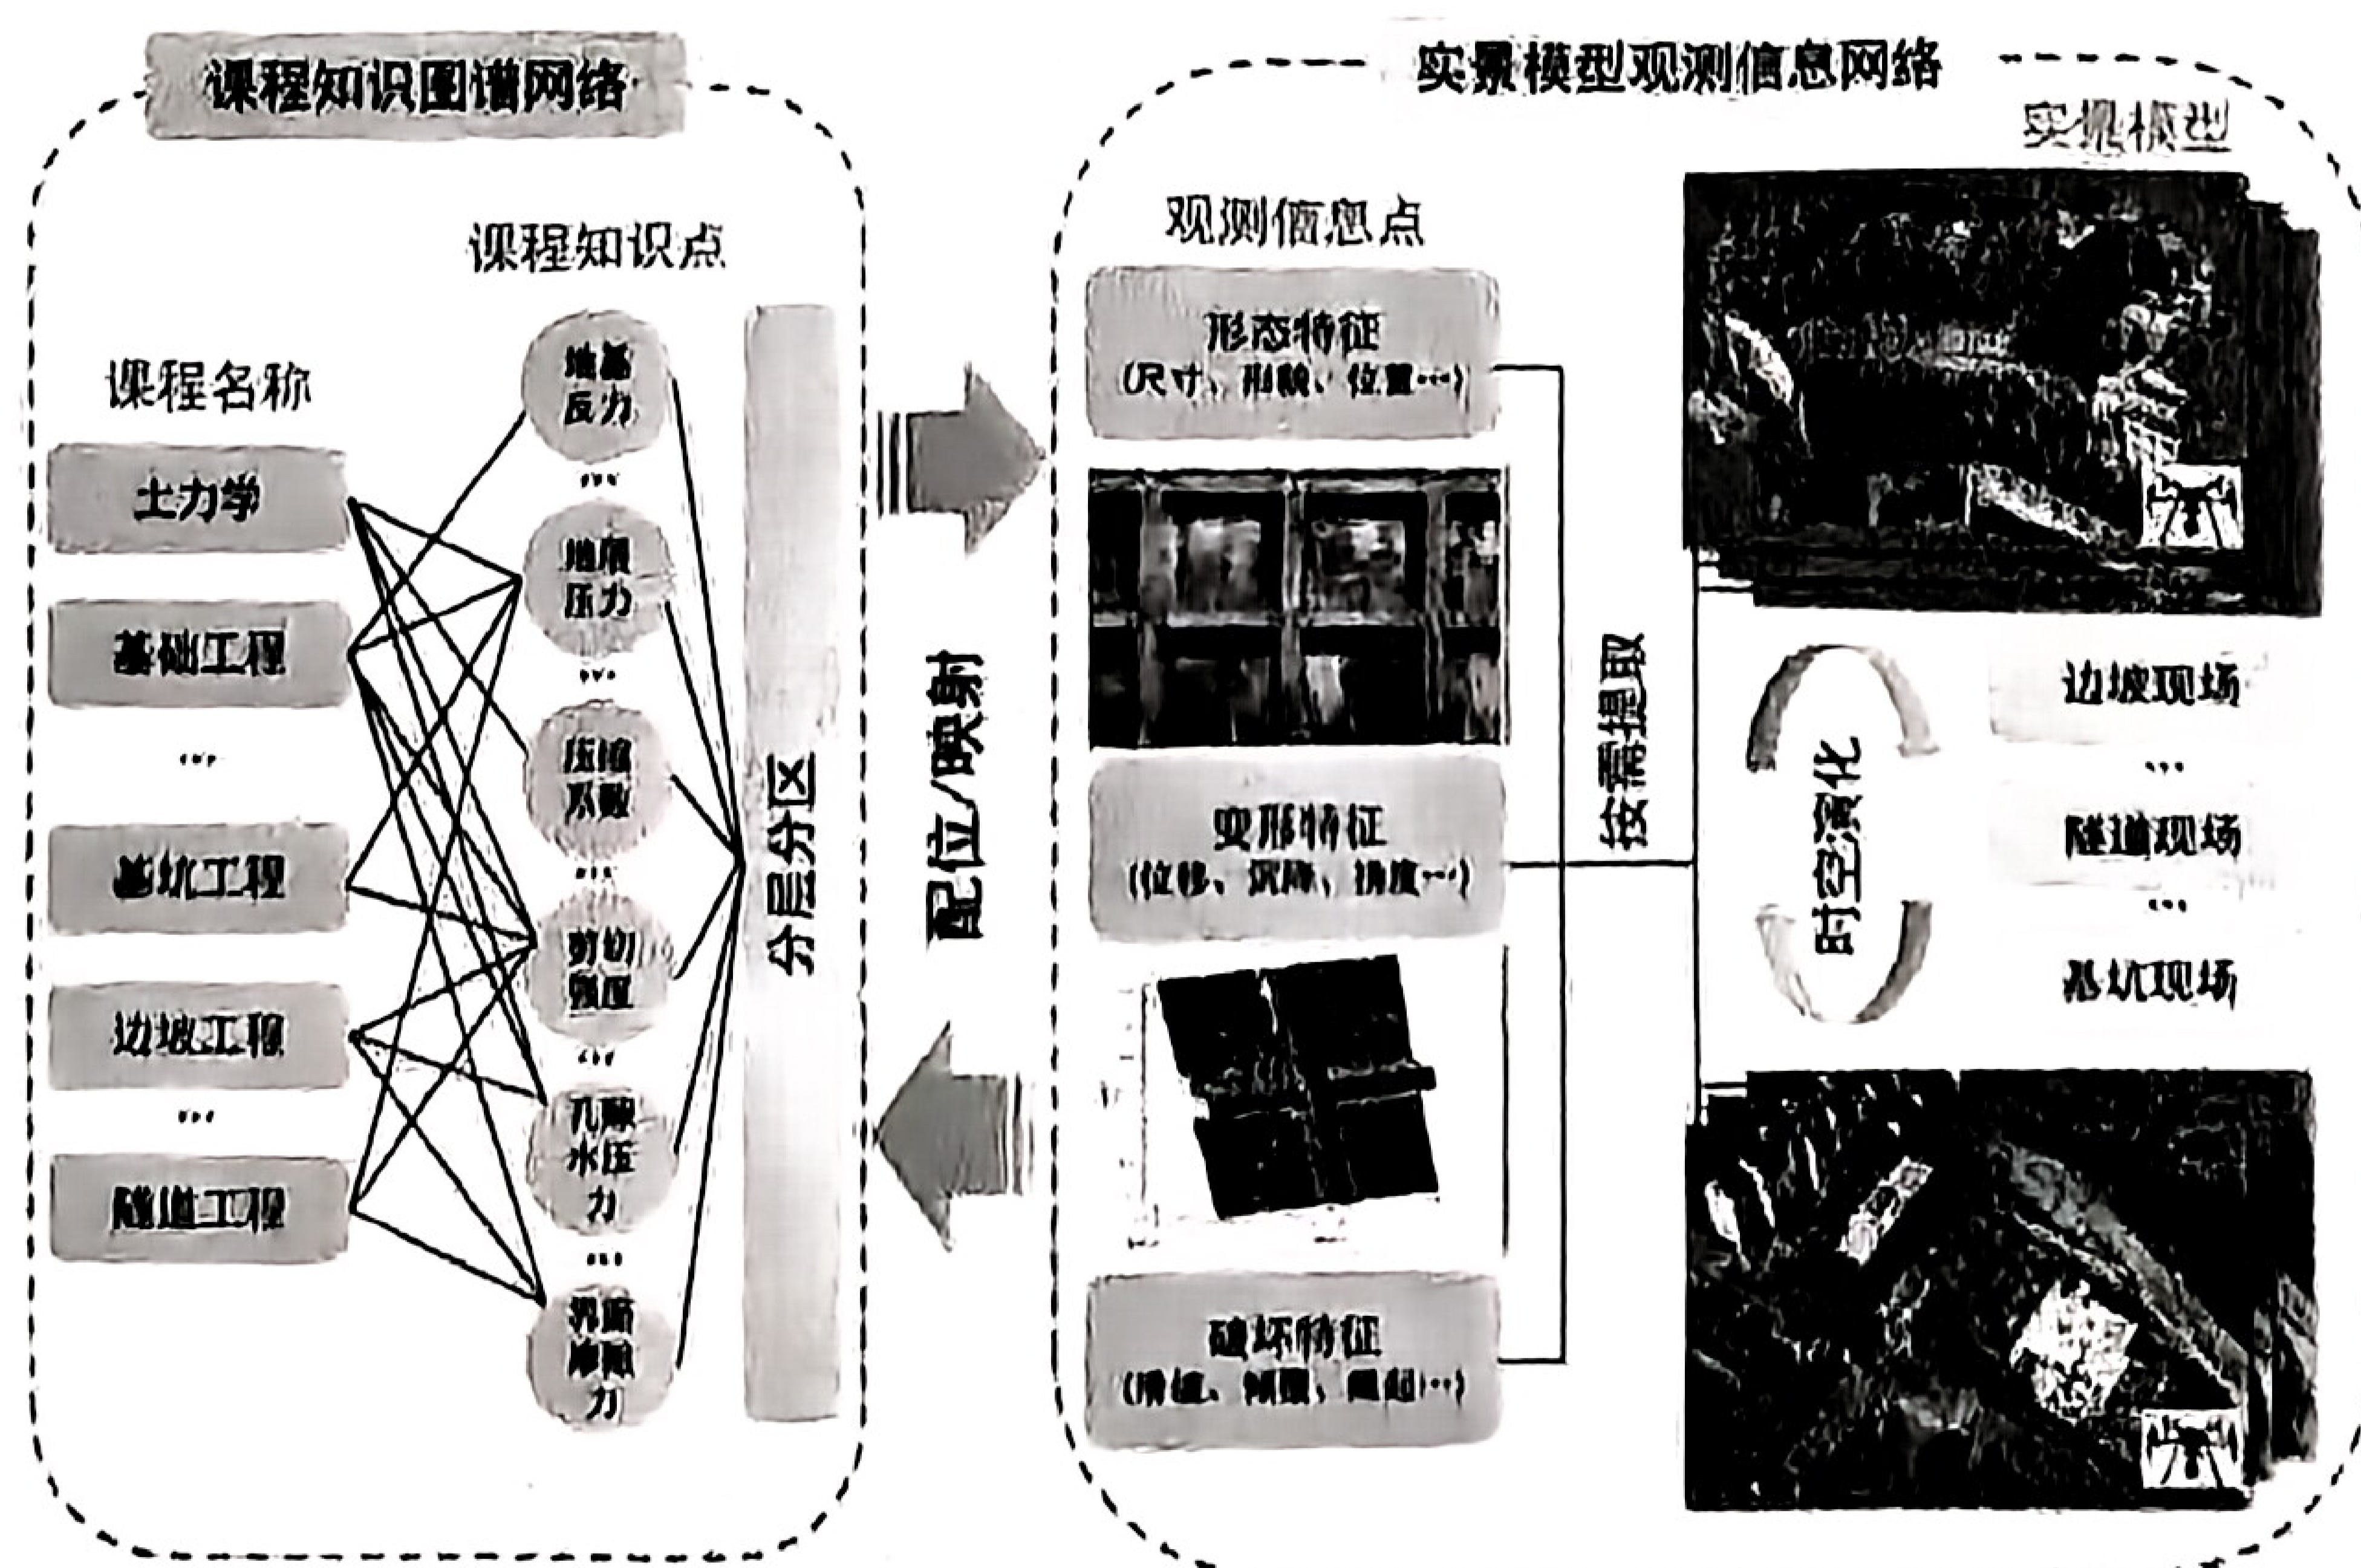 课程知识图谱网络
课程知识点
课程名称
土力学
基础工程
...
基坑工程
边坡工程
...
隧道工程
地基
反力
...
地层
压力
...
压缩
系数
...
剪切
强度
...
孔隙
水压
力
...
界面
摩阻
力
分层分区
配位/映射
实景模型观测信息网络
实景模型
观测信息点
形态特征
(尺寸、形貌、位置…)
变形特征
(位移、沉降、挠度…)
破坏特征
按需提取
时空演化
边坡现场
...
隧道现场
...
基坑现场